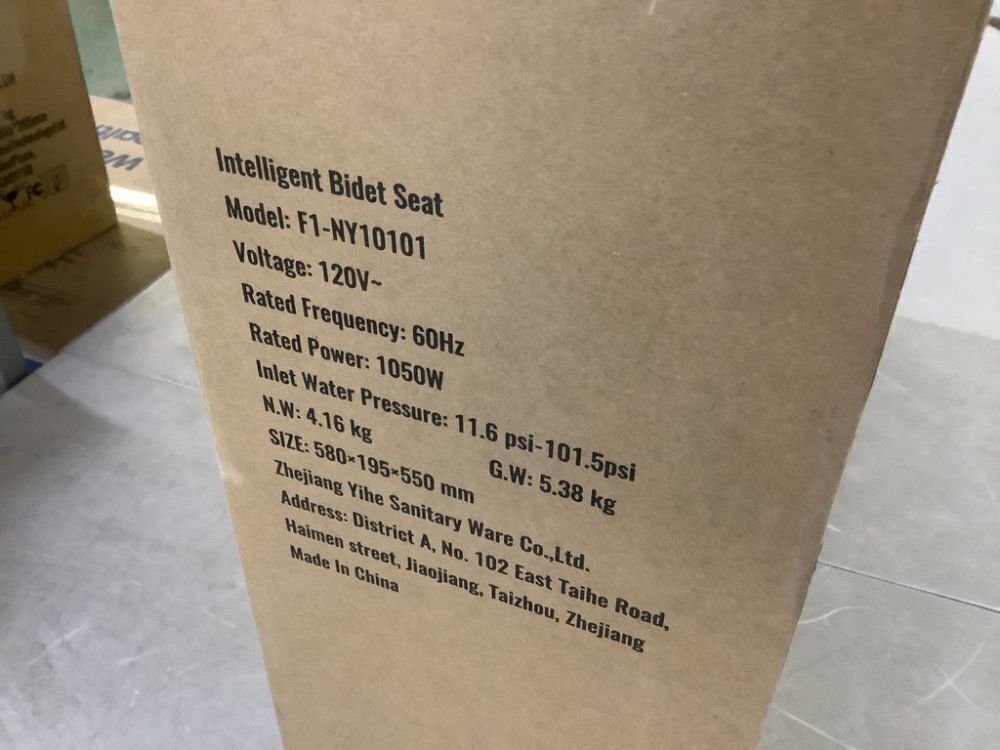 Intelligent Bidet Seat
Model: F1-NY10101
Voltage: 120V~
Rated Frequency: 60Hz
Rated Power: 1050W
Inlet Water Pressure: 11.6 psi-101.5psi
N.W: 4.16 kg G.W: 5.38 kg
SIZE: 580×195×550 mm
Zhejiang Yihe Sanitary Ware Co.,Ltd.
Address: District A, No. 102 East Taihe Road,
Haimen street, Jiaojiang, Taizhou, Zhejiang
Made In China
FC